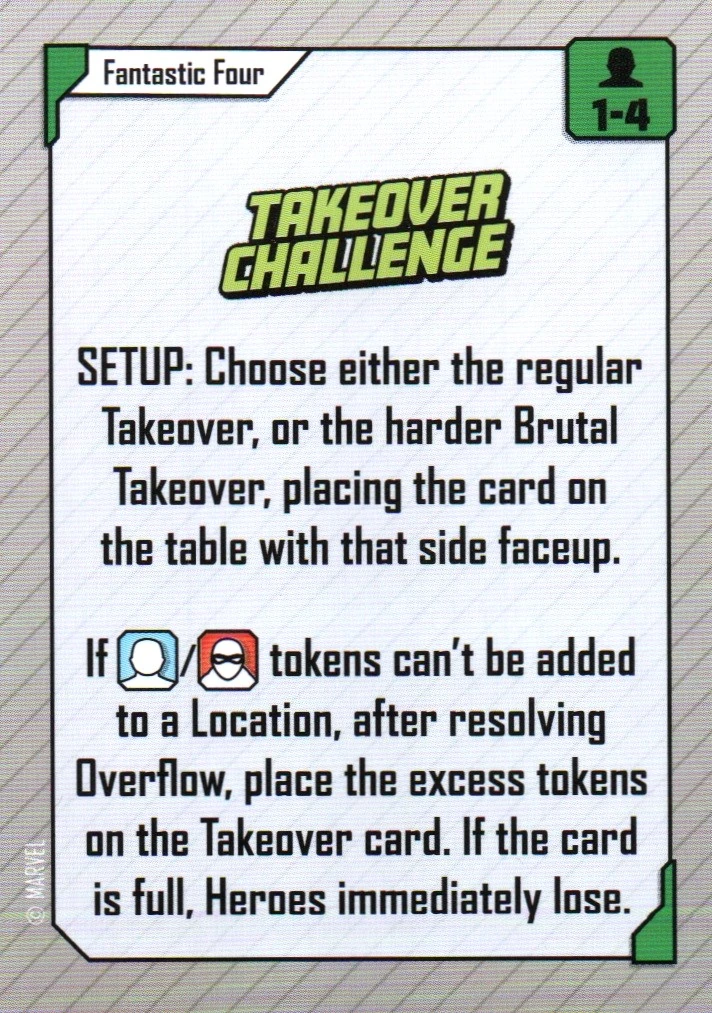 Fantastic Four
1-4
TAKEOVER
CHALLENGE
SETUP: Choose either the regular
Takeover, or the harder Brutal
Takeover, placing the card on
the table with that side faceup.
If / tokens can't be added
to a Location, after resolving
Overflow, place the excess tokens
on the Takeover card. If the card
is full, Heroes immediately lose.
© MARVEL